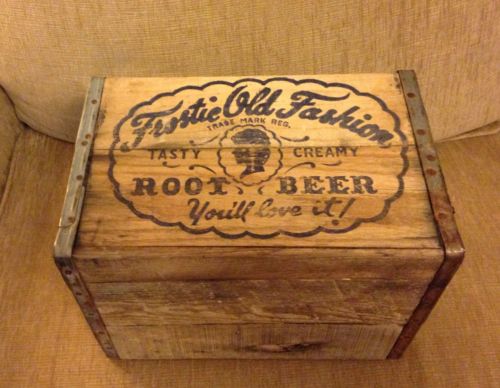 Frostie Old Fashion
TRADE MARK REG.
TASTY CREAMY
ROOT BEER
You'll love it!